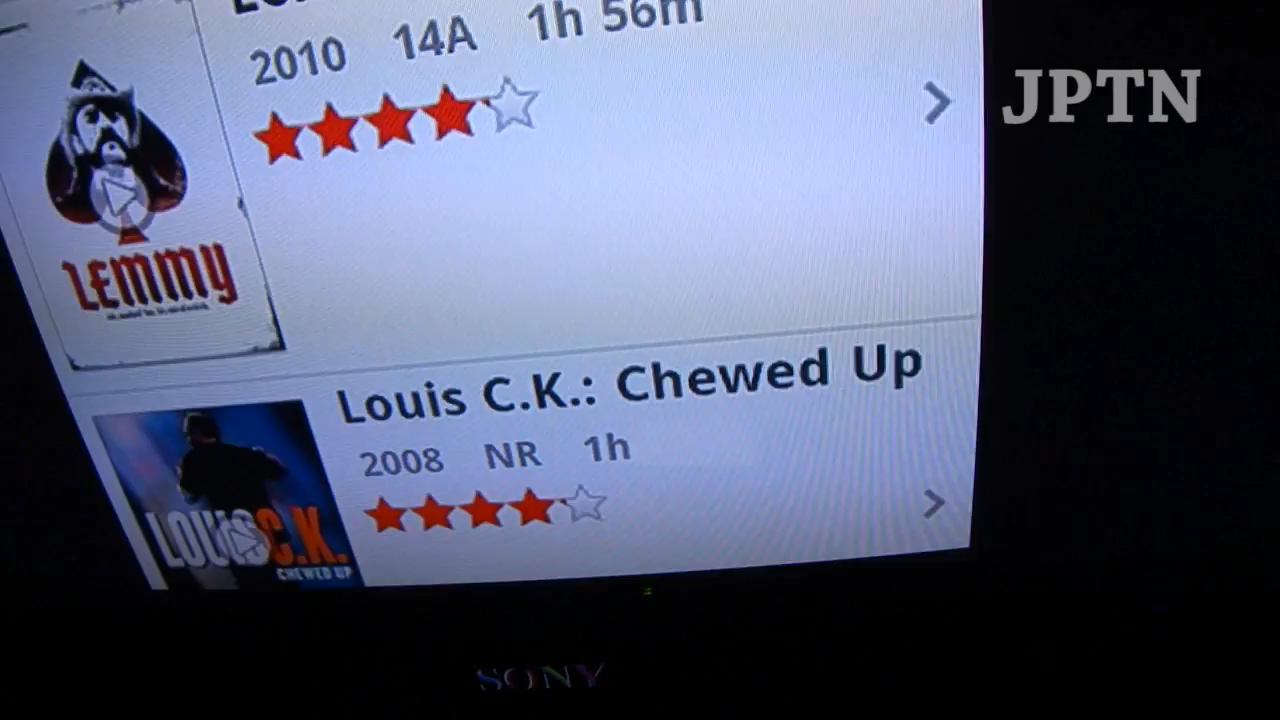 2010 14A 1h 56m
JPTN
LEMMY
Louis C.K.: Chewed Up
2008 NR 1h
LOUIS C.K.
CHEWED UP
SONY